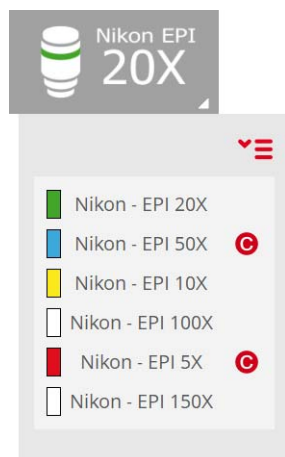 Nikon EPI
20X
Nikon - EPI 20X
Nikon - EPI 50X C
Nikon - EPI 10X
Nikon - EPI 100X
Nikon - EPI 5X C
Nikon - EPI 150X